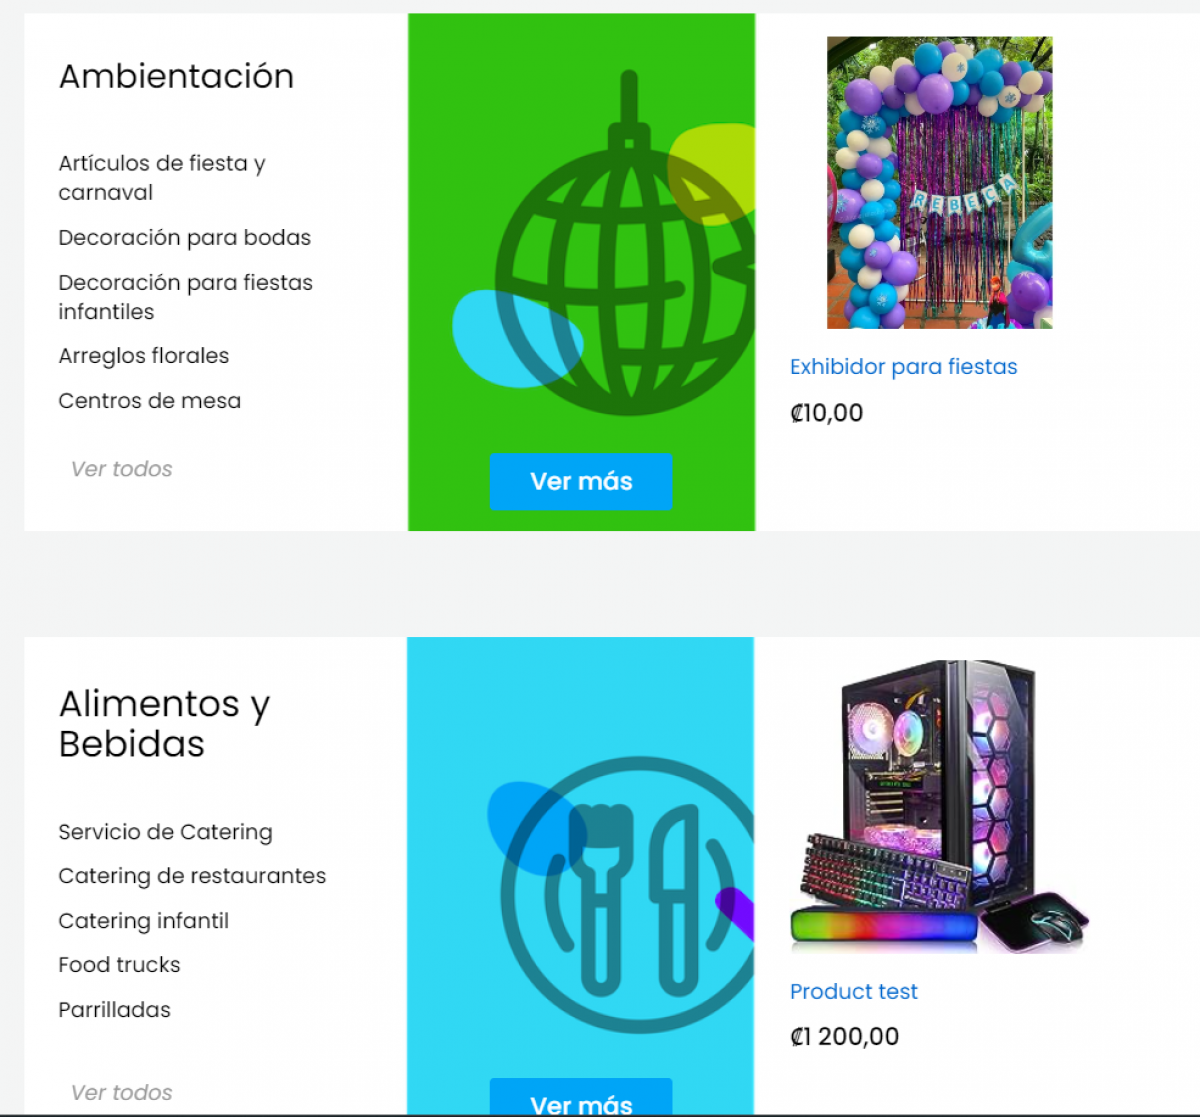 Ambientación
Artículos de fiesta y
carnaval
Decoración para bodas
Decoración para fiestas
infantiles
Arreglos florales
Centros de mesa
Ver todos
Ver más
REBECA
Exhibidor para fiestas
₡10,00
Alimentos y
Bebidas
Servicio de Catering
Catering de restaurantes
Catering infantil
Food trucks
Parrilladas
Ver todos
Ver más
Product test
₡1 200,00